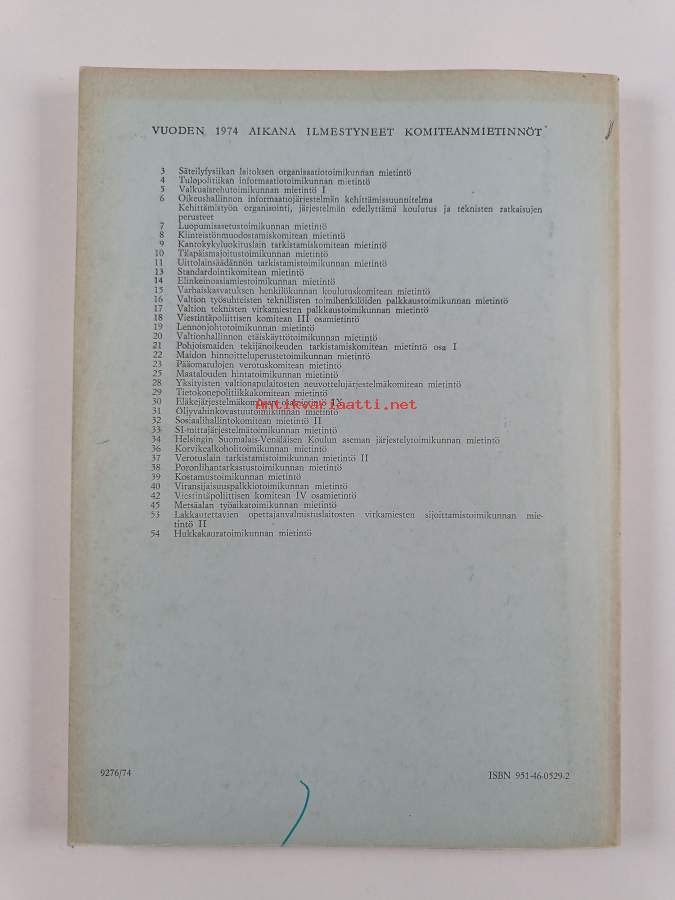 VUODEN 1974 AIKANA ILMESTYNEET KOMITEANMIETINNÖT
3 Säteilyfysiikan laitoksen organisaatiotoimikunnan mietintö
4 Tulopolitiikan informaatiotoimikunnan mietintö
5 Valkuaisrehutoimikunnan mietintö I
6 Oikeushallinnon informaatiojärjestelmän kehittämissuunnitelma
Kehittämistyön organisointi, järjestelmän edellyttämä koulutus ja teknisten ratkaisujen
perusteet
7 Luopumisasetustoimikunnan mietintö
8 Kiinteistönmuodostamiskomitean mietintö
9 Kantokykyluokituslain tarkistamiskomitean mietintö
10 Tilapäismajoitustoimikunnan mietintö
11 Uittolainsäädännön tarkistamistoimikunnan mietintö
13 Standardointikomitean mietintö
14 Elinkeinoasiamiestoimikunnan mietintö
15 Varhaiskasvatuksen henkilökunnan koulutuskomitean mietintö
16 Valtion työsuhteisten teknillisten toimihenkilöiden palkkaustoimikunnan mietintö
17 Valtion teknisten virkamiesten palkkaustoimikunnan mietintö
18 Viestintäpoliittisen komitean III osamietintö
19 Lennonjohtotoimikunnan mietintö
20 Valtionhallinnon etäiskäyttötoimikunnan mietintö
21 Pohjoismaiden tekijänoikeuden tarkistamiskomitean mietintö osa I
22 Maidon hinnoitteluperustetoimikunnan mietintö
23 Pääomatulojen verotuskomitean mietintö
25 Maatalouden hintatoimikunnan mietintö
28 Yksityisten valtionapulaitosten neuvottelujärjestelmäkomitean mietintö
29 Tietokonepolitiikkakomitean mietintö
30 Eläkejärjestelmäkomitean osamietintö IX
Antikvariaatti.net
31 Öljyvahinkovastuutoimikunnan mietintö
32 Sosiaalihallintokomitean mietintö II
33 SI-mittajärjestelmätoimikunnan mietintö
34 Helsingin Suomalais-Venäläisen Koulun aseman järjestelytoimikunnan mietintö
36 Korvikealkoholitoimikunnan mietintö
37 Verotuslain tarkistamistoimikunnan mietintö II
38 Poronlihantarkastustoimikunnan mietintö
39 Kostamustoimikunnan mietintö
40 Viransijaisuuspalkkiotoimikunnan mietintö
42 Viestintäpoliittisen komitean IV osamietintö
45 Metsäalan työaikatoimikunnan mietintö
53 Lakkautettavien opettajanvalmistuslaitosten virkamiesten sijoittamistoimikunnan mie-
tintö II
54 Hukkakauratoimikunnan mietintö
9276/74
ISBN 951-46-0529-2